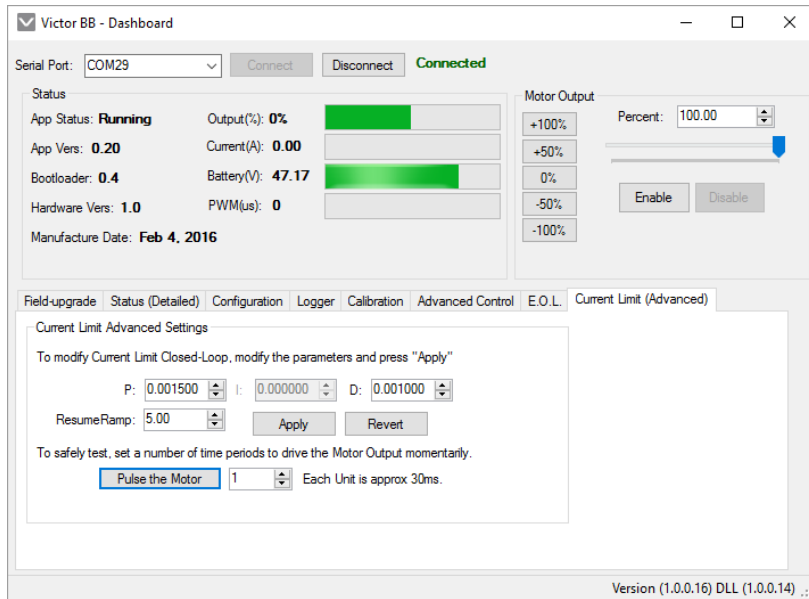 Victor BB - Dashboard
Serial Port: COM29 Connect Disconnect Connected
Status
App Status: Running Output(%): 0%
App Vers: 0.20 Current(A): 0.00
Bootloader: 0.4 Battery(V): 47.17
Hardware Vers: 1.0 PWM(us): 0
Manufacture Date: Feb 4, 2016
Motor Output
+100% Percent: 100.00
+50%
0% Enable Disable
-50%
-100%
Field-upgrade Status (Detailed) Configuration Logger Calibration Advanced Control E.O.L. Current Limit (Advanced)
Current Limit Advanced Settings
To modify Current Limit Closed-Loop, modify the parameters and press "Apply"
P: 0.001500 I: 0.000000 D: 0.001000
ResumeRamp: 5.00 Apply Revert
To safely test, set a number of time periods to drive the Motor Output momentarily.
Pulse the Motor 1 Each Unit is approx 30ms.
Version (1.0.0.16) DLL (1.0.0.14)